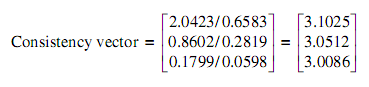 2.0423/0.6583 3.1025
Consistency vector = 0.8602/0.2819 = 3.0512
0.1799/0.0598 3.0086